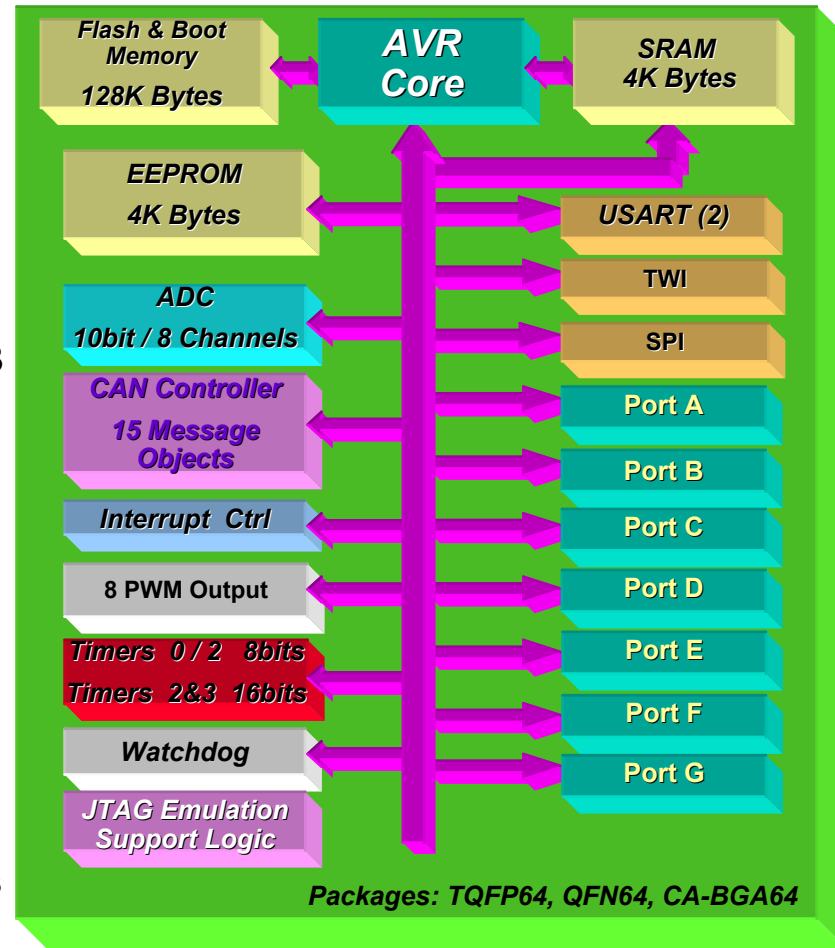 Flash & Boot
Memory
128K Bytes
AVR
Core
SRAM
4K Bytes
EEPROM
4K Bytes
USART (2)
TWI
ADC
10bit / 8 Channels
SPI
CAN Controller
15 Message
Objects
Port A
Port B
Interrupt Ctrl
Port C
8 PWM Output
Port D
Timers 0 / 2 8bits
Timers 2&3 16bits
Port E
Port F
Watchdog
Port G
JTAG Emulation
Support Logic
Packages: TQFP64, QFN64, CA-BGA64